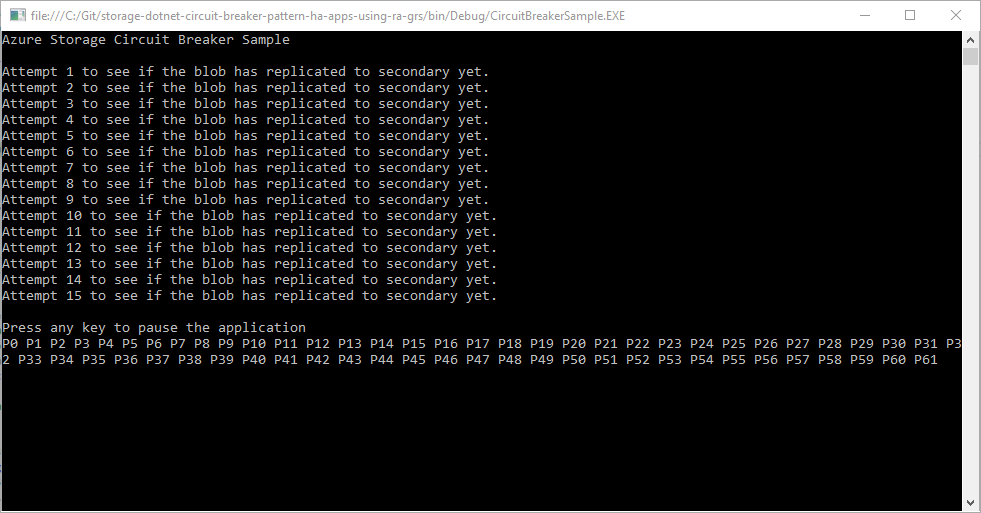 file:///C:/Git/storage-dotnet-circuit-breaker-pattern-ha-apps-using-ra-grs/bin/Debug/CircuitBreakerSample.EXE
Azure Storage Circuit Breaker Sample
Attempt 1 to see if the blob has replicated to secondary yet.
Attempt 2 to see if the blob has replicated to secondary yet.
Attempt 3 to see if the blob has replicated to secondary yet.
Attempt 4 to see if the blob has replicated to secondary yet.
Attempt 5 to see if the blob has replicated to secondary yet.
Attempt 6 to see if the blob has replicated to secondary yet.
Attempt 7 to see if the blob has replicated to secondary yet.
Attempt 8 to see if the blob has replicated to secondary yet.
Attempt 9 to see if the blob has replicated to secondary yet.
Attempt 10 to see if the blob has replicated to secondary yet.
Attempt 11 to see if the blob has replicated to secondary yet.
Attempt 12 to see if the blob has replicated to secondary yet.
Attempt 13 to see if the blob has replicated to secondary yet.
Attempt 14 to see if the blob has replicated to secondary yet.
Attempt 15 to see if the blob has replicated to secondary yet.
Press any key to pause the application
P0 P1 P2 P3 P4 P5 P6 P7 P8 P9 P10 P11 P12 P13 P14 P15 P16 P17 P18 P19 P20 P21 P22 P23 P24 P25 P26 P27 P28 P29 P30 P31 P3
2 P33 P34 P35 P36 P37 P38 P39 P40 P41 P42 P43 P44 P45 P46 P47 P48 P49 P50 P51 P52 P53 P54 P55 P56 P57 P58 P59 P60 P61